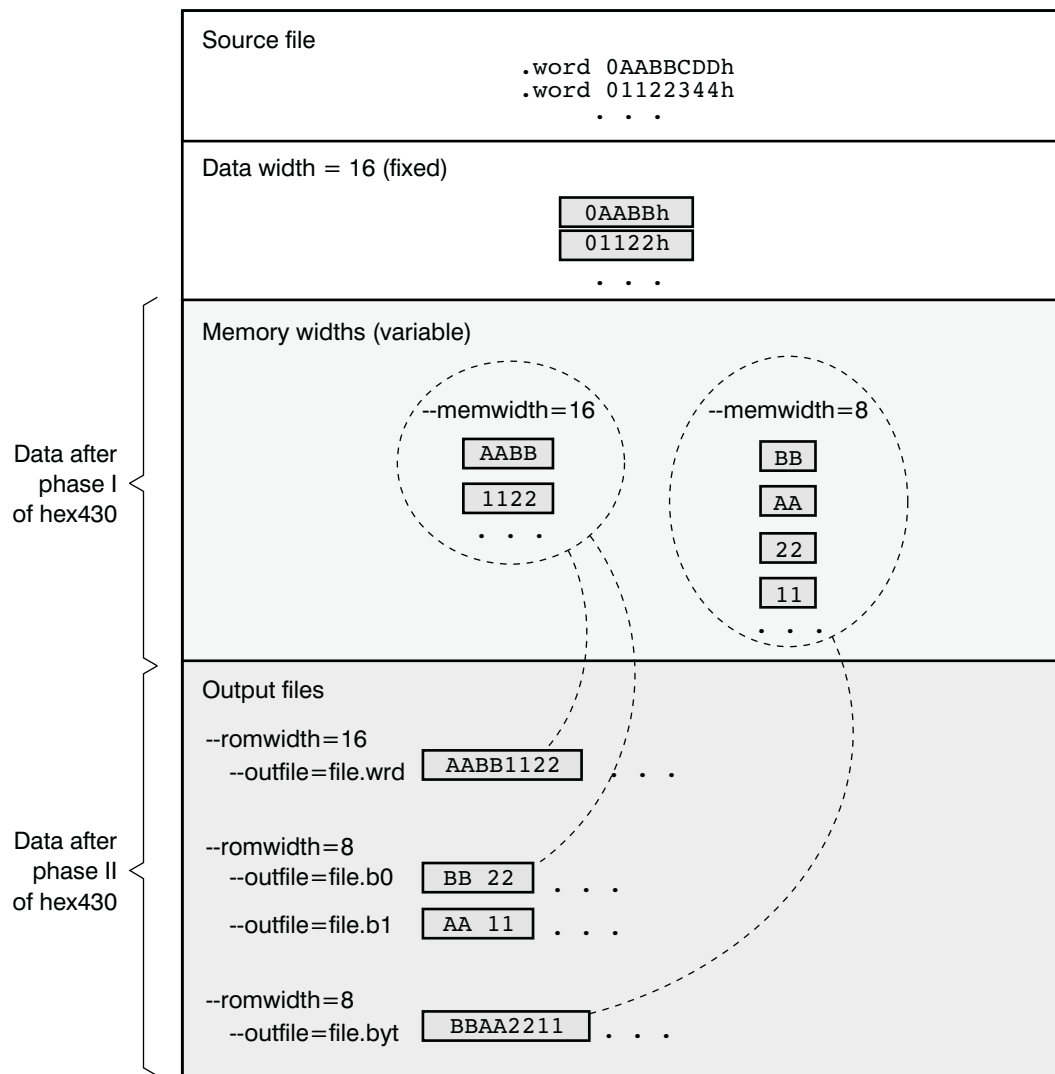 Source file
.word 0AABBCDDh
.word 01122344h
. . .
Data width = 16 (fixed)
0AABBh
01122h
. . .
Data after
phase I
of hex430
Memory widths (variable)
--memwidth=16
AABB
1122
. . .
--memwidth=8
BB
AA
22
11
. . .
Data after
phase II
of hex430
Output files
--romwidth=16
--outfile=file.wrd AABB1122 . . .
--romwidth=8
--outfile=file.b0 BB 22 . . .
--outfile=file.b1 AA 11 . . .
--romwidth=8
--outfile=file.byt BBAA2211 . . .